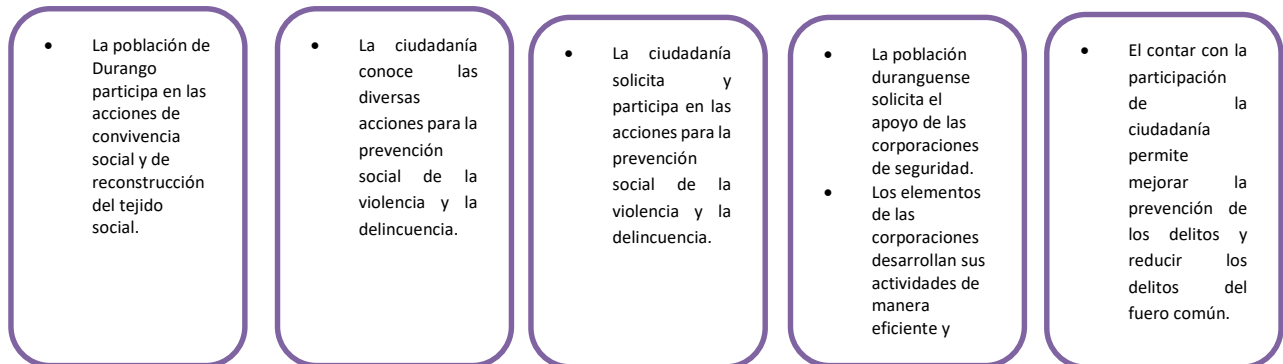 • La población de
Durango
participa en las
acciones de
convivencia
social y de
reconstrucción
del tejido
social.
• La ciudadanía
conoce las
diversas
acciones para la
prevención
social de la
violencia y la
delincuencia.
• La ciudadanía
solicita y
participa en las
acciones para la
prevención
social de la
violencia y la
delincuencia.
• La población
duranguense
solicita el
apoyo de las
corporaciones
de seguridad.
• Los elementos
de las
corporaciones
desarrollan sus
actividades de
manera
eficiente y
• El contar con la
participación
de la
ciudadanía
permite
mejorar la
prevención de
los delitos y
reducir los
delitos del
fuero común.